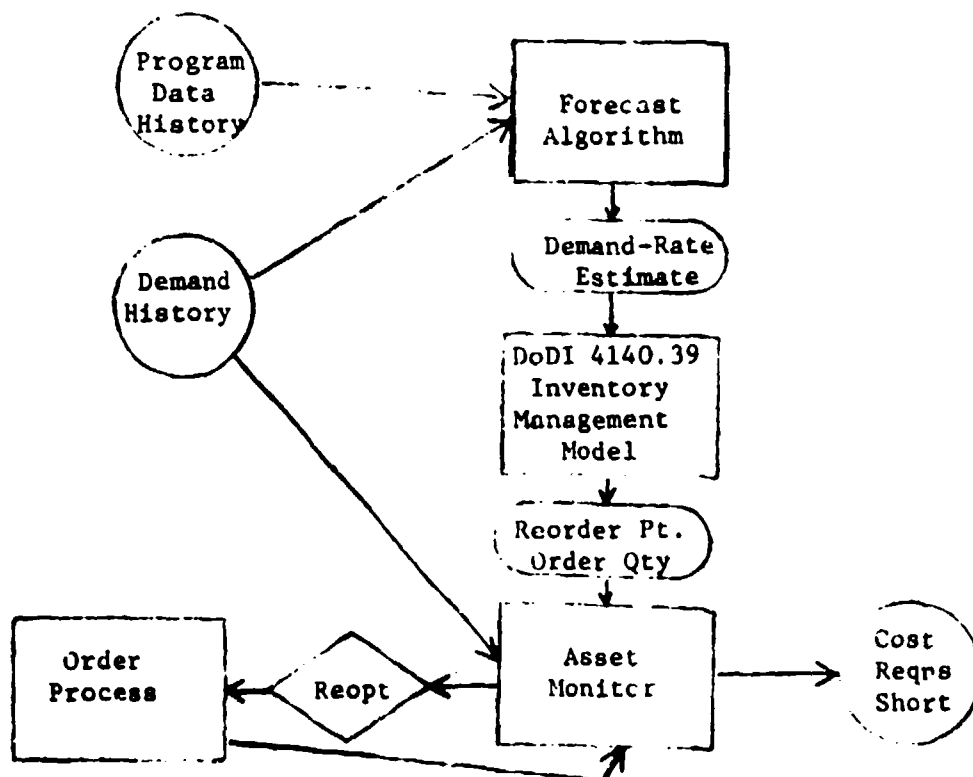 Program
Data
History
Forecast
Algorithm
Demand-Rate
Estimate
Demand
History
DoDI 4140.39
Inventory
Management
Model
Reorder Pt.
Order Qty
Order
Process
Reopt
Asset
Monitor
Cost
Reqrs
Short